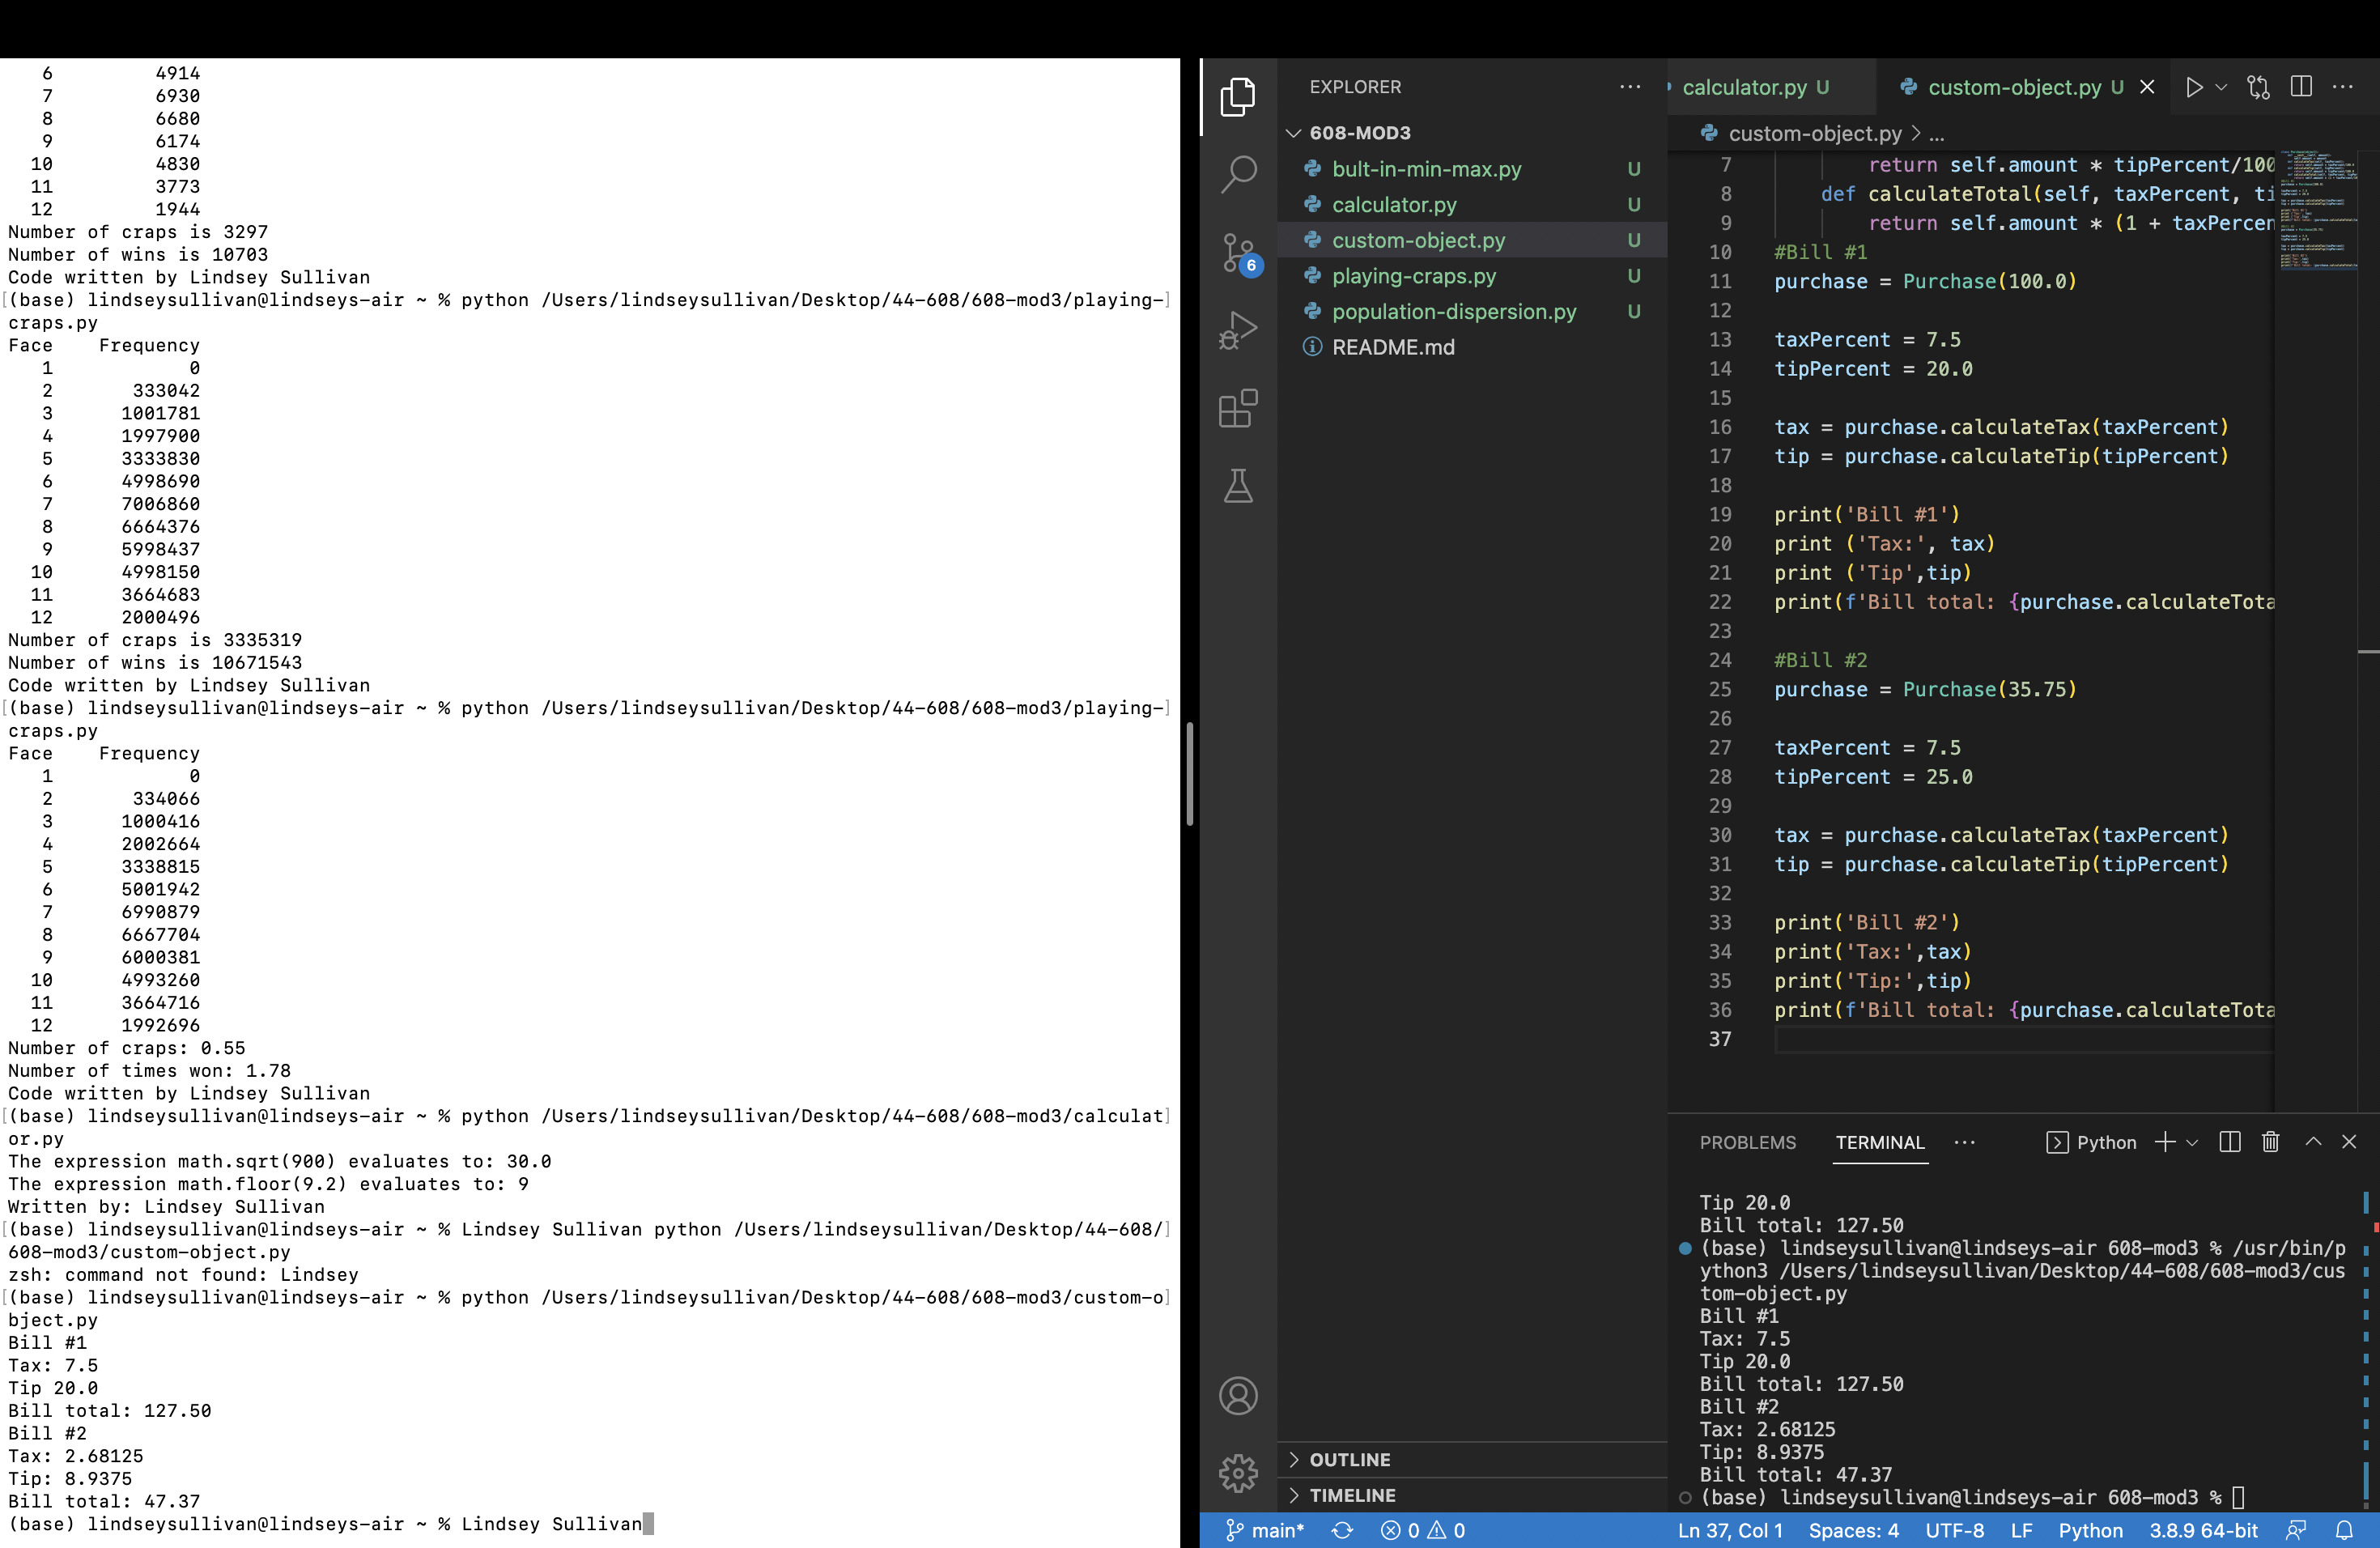 6 4914
7 6930
8 6680
9 6174
10 4830
11 3773
12 1944
Number of craps is 3297
Number of wins is 10703
Code written by Lindsey Sullivan
[(base) lindseysullivan@lindseys-air ~ % python /Users/lindseysullivan/Desktop/44-608/608-mod3/playing-]
craps.py
Face Frequency
1 0
2 333042
3 1001781
4 1997900
5 3333830
6 4998690
7 7006860
8 6664376
9 5998437
10 4998150
11 3664683
12 2000496
Number of craps is 3335319
Number of wins is 10671543
Code written by Lindsey Sullivan
[(base) lindseysullivan@lindseys-air ~ % python /Users/lindseysullivan/Desktop/44-608/608-mod3/playing-]
craps.py
Face Frequency
1 0
2 334066
3 1000416
4 2002664
5 3338815
6 5001942
7 6990879
8 6667704
9 6000381
10 4993260
11 3664716
12 1992696
Number of craps: 0.55
Number of times won: 1.78
Code written by Lindsey Sullivan
[(base) lindseysullivan@lindseys-air ~ % python /Users/lindseysullivan/Desktop/44-608/608-mod3/calculat]
or.py
The expression math.sqrt(900) evaluates to: 30.0
The expression math.floor(9.2) evaluates to: 9
Written by: Lindsey Sullivan
[(base) lindseysullivan@lindseys-air ~ % Lindsey Sullivan python /Users/lindseysullivan/Desktop/44-608/]
608-mod3/custom-object.py
zsh: command not found: Lindsey
[(base) lindseysullivan@lindseys-air ~ % python /Users/lindseysullivan/Desktop/44-608/608-mod3/custom-o]
bject.py
Bill #1
Tax: 7.5
Tip 20.0
Bill total: 127.50
Bill #2
Tax: 2.68125
Tip: 8.9375
Bill total: 47.37
(base) lindseysullivan@lindseys-air ~ % Lindsey Sullivan
EXPLORER ...
608-MOD3
bult-in-min-max.py U
calculator.py U
custom-object.py U
playing-craps.py U
population-dispersion.py U
README.md
6
OUTLINE
TIMELINE
calculator.py U custom-object.py U
custom-object.py > ...
7 return self.amount * tipPercent/100
8 def calculateTotal(self, taxPercent, ti
9 return self.amount * (1 + taxPercen
10 #Bill #1
11 purchase = Purchase(100.0)
12
13 taxPercent = 7.5
14 tipPercent = 20.0
15
16 tax = purchase.calculateTax(taxPercent)
17 tip = purchase.calculateTip(tipPercent)
18
19 print('Bill #1')
20 print ('Tax:', tax)
21 print ('Tip',tip)
22 print(f'Bill total: {purchase.calculateTota
23
24 #Bill #2
25 purchase = Purchase(35.75)
26
27 taxPercent = 7.5
28 tipPercent = 25.0
29
30 tax = purchase.calculateTax(taxPercent)
31 tip = purchase.calculateTip(tipPercent)
32
33 print('Bill #2')
34 print('Tax:',tax)
35 print('Tip:',tip)
36 print(f'Bill total: {purchase.calculateTota
37
PROBLEMS TERMINAL ... Python
Tip 20.0
Bill total: 127.50
(base) lindseysullivan@lindseys-air 608-mod3 % /usr/bin/p
ython3 /Users/lindseysullivan/Desktop/44-608/608-mod3/cus
tom-object.py
Bill #1
Tax: 7.5
Tip 20.0
Bill total: 127.50
Bill #2
Tax: 2.68125
Tip: 8.9375
Bill total: 47.37
(base) lindseysullivan@lindseys-air 608-mod3 %
main* 0 0 Ln 37, Col 1 Spaces: 4 UTF-8 LF Python 3.8.9 64-bit